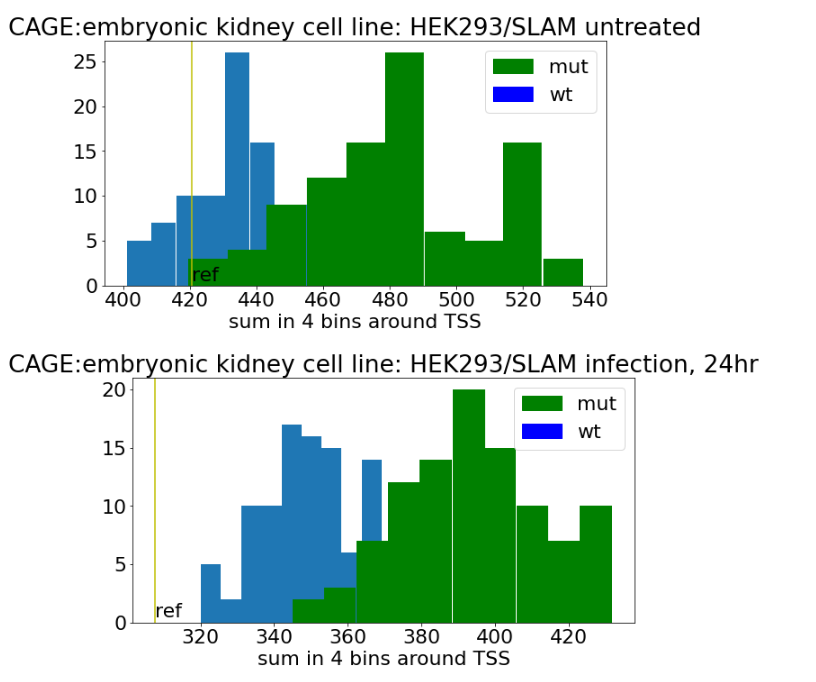 CAGE:embryonic kidney cell line: HEK293/SLAM untreated
25
20
15
10
5
0
mut
wt
ref
400 420 440 460 480 500 520 540
sum in 4 bins around TSS
CAGE:embryonic kidney cell line: HEK293/SLAM infection, 24hr
20
15
10
5
0
mut
wt
ref
320 340 360 380 400 420
sum in 4 bins around TSS